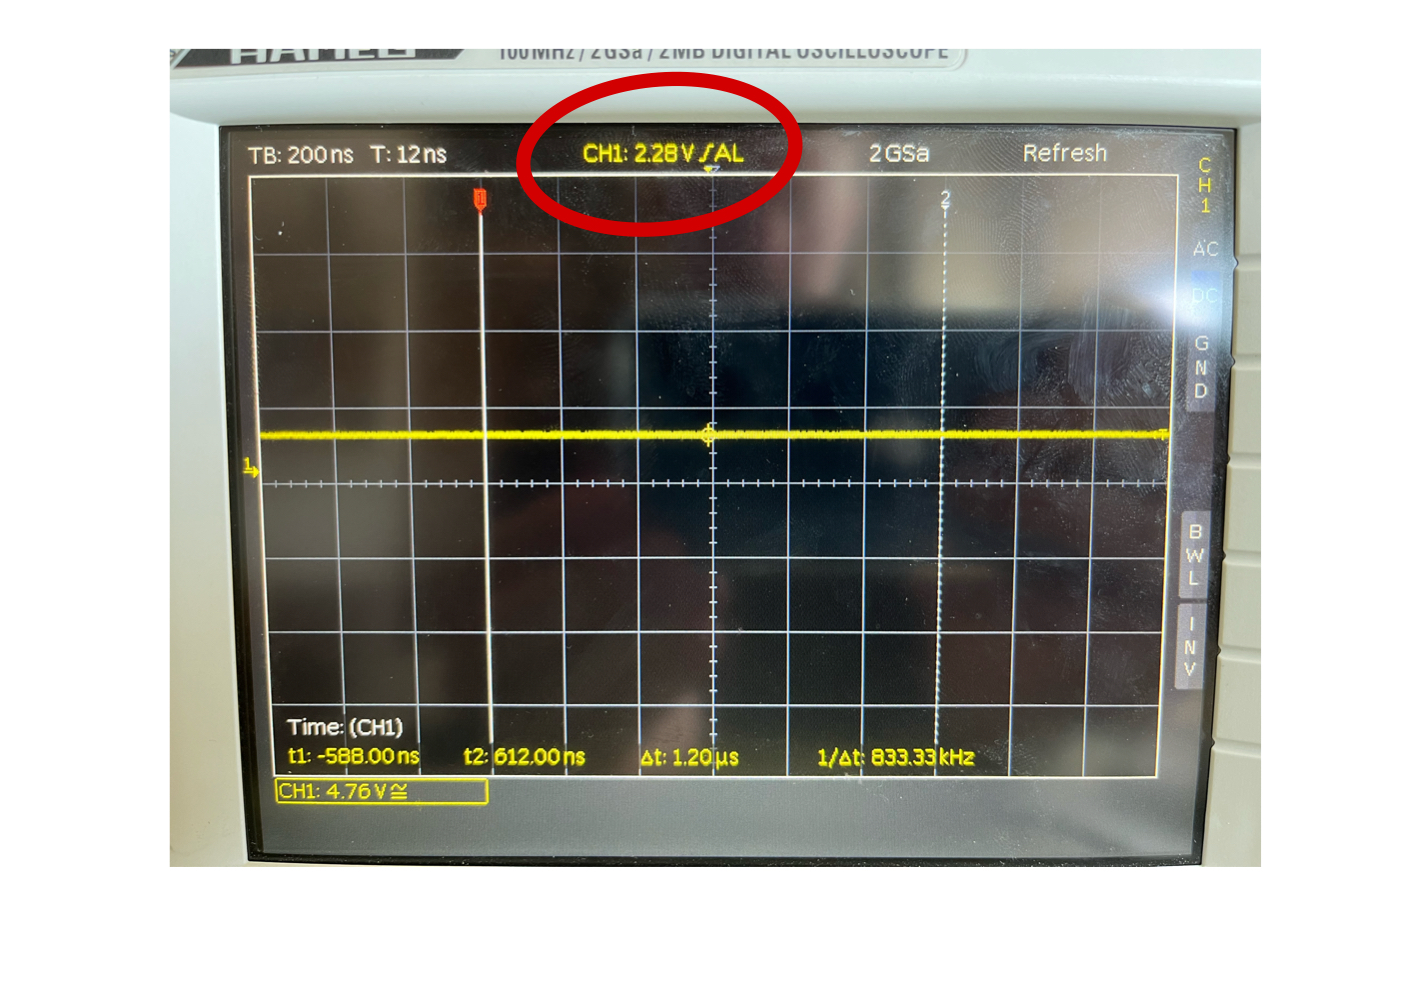 HAMEG
100MHz / 2GSa / 2MB DIGITAL OSCILLOSCOPE
TB: 200ns T: 12ns CH1: 2.28V AL 2GSa Refresh
CH1
1 2
AC
DC
GND
1
BWL
INV
Time: (CH1)
t1: -588.00ns t2: 612.00ns Δt: 1.20µs 1/Δt: 833.33kHz
CH1: 4.76V≅